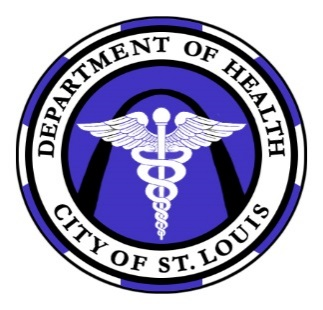 DEPARTMENT OF HEALTH
CITY OF ST. LOUIS